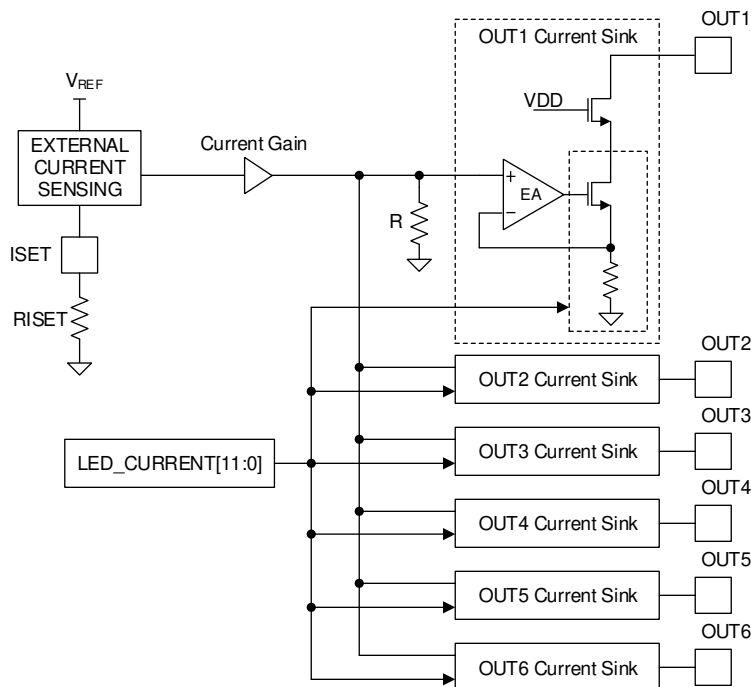 OUT1
OUT1 Current Sink
VREF
VDD
EXTERNAL
CURRENT
SENSING
Current Gain
+
EA
−
R
ISET
RISET
OUT2
OUT2 Current Sink
OUT3
LED_CURRENT[11:0]
OUT3 Current Sink
OUT4
OUT4 Current Sink
OUT5
OUT5 Current Sink
OUT6
OUT6 Current Sink